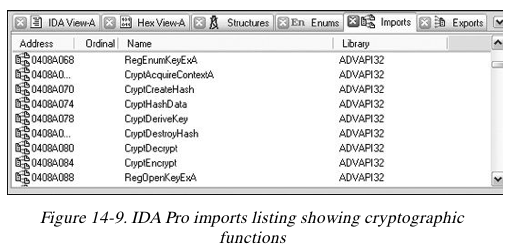 IDA View-A Hex View-A Structures En Enums Imports Exports
Address Ordinal Name Library
0408A068 RegEnumKeyExA ADVAPI32
0408A0... CryptAcquireContextA ADVAPI32
0408A070 CryptCreateHash ADVAPI32
0408A074 CryptHashData ADVAPI32
0408A078 CryptDeriveKey ADVAPI32
0408A0... CryptDestroyHash ADVAPI32
0408A080 CryptDecrypt ADVAPI32
0408A084 CryptEncrypt ADVAPI32
0408A088 RegOpenKeyExA ADVAPI32
Figure 14-9. IDA Pro imports listing showing cryptographic
functions